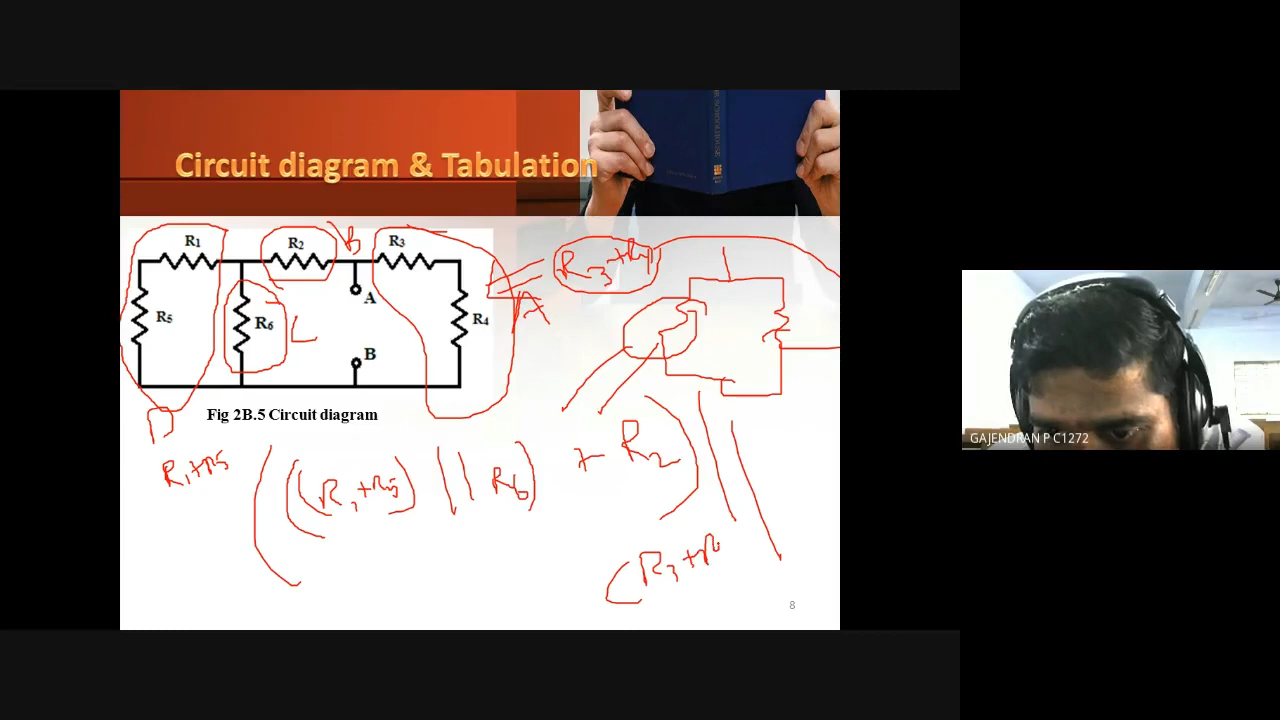 Circuit diagram & Tabulation
R1
R2
B
R3
R3+R4
A
R5
R6
L
A
R4
B
Fig 2B.5 Circuit diagram
D
R1+R5
(((R1+R5) || R6) + R2) ||
(R3+R
8
GAJENDRAN P C1272